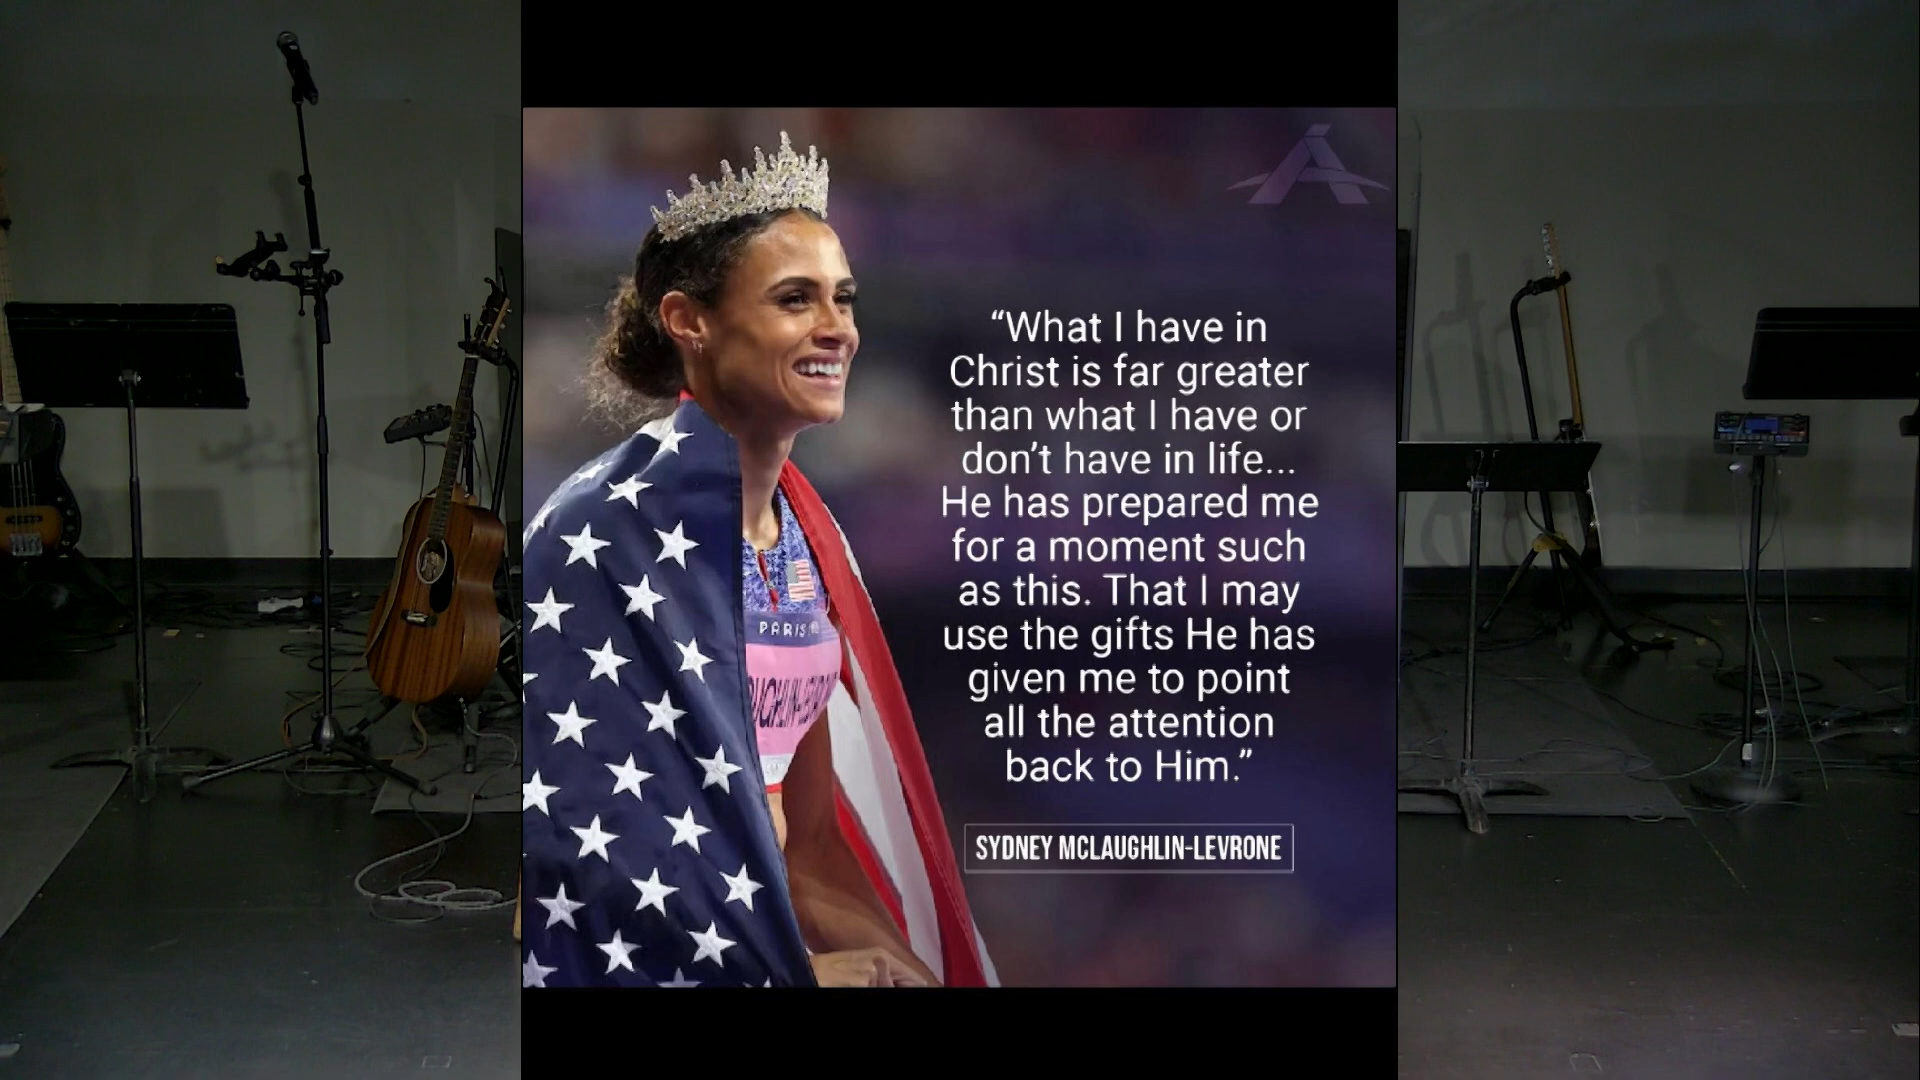 “What I have in
Christ is far greater
than what I have or
don’t have in life...
He has prepared me
for a moment such
as this. That I may
use the gifts He has
given me to point
all the attention
back to Him.”
SYDNEY MCLAUGHLIN-LEVRONE
PARIS